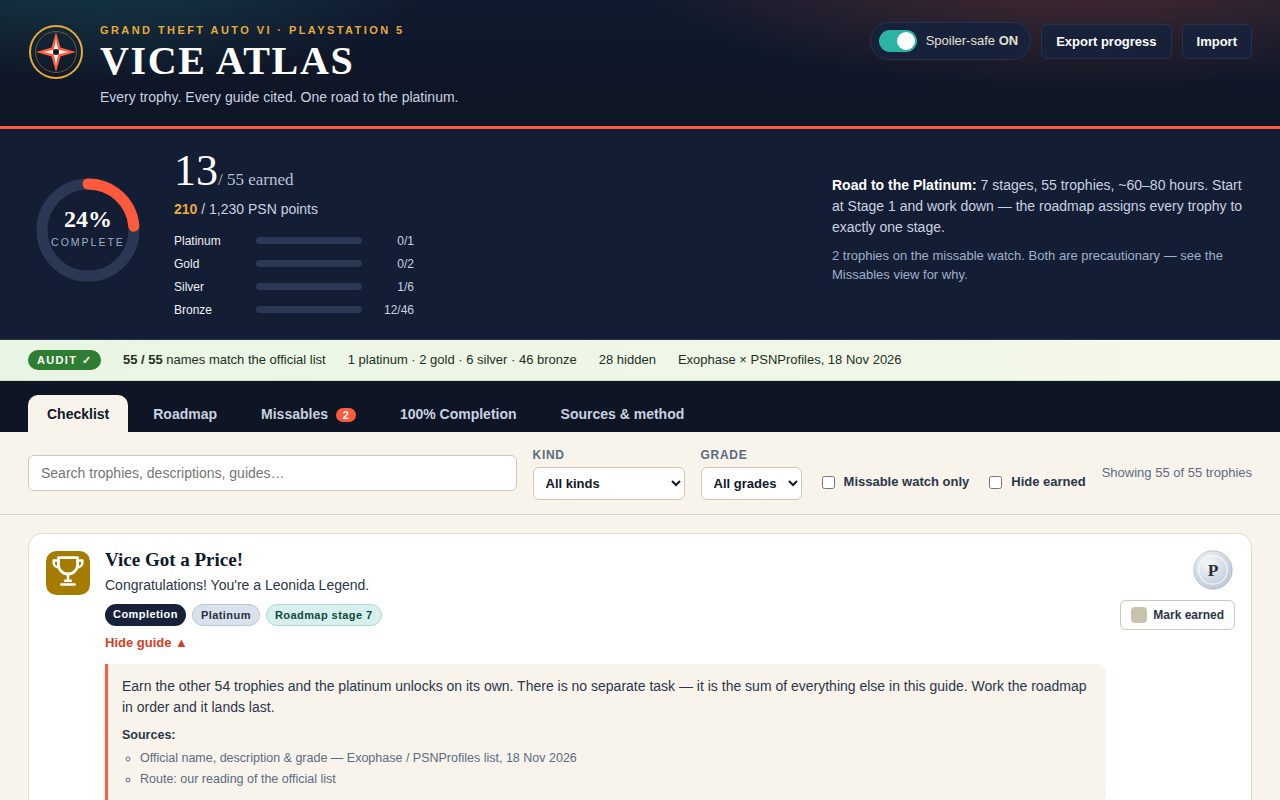 GRAND THEFT AUTO VI · PLAYSTATION 5
VICE ATLAS
Every trophy. Every guide cited. One road to the platinum.
Spoiler-safe ON
Export progress
Import
24%
COMPLETE
13 / 55 earned
210 / 1,230 PSN points
Platinum 0/1
Gold 0/2
Silver 1/6
Bronze 12/46
Road to the Platinum: 7 stages, 55 trophies, ~60–80 hours. Start
at Stage 1 and work down — the roadmap assigns every trophy to
exactly one stage.
2 trophies on the missable watch. Both are precautionary — see the
Missables view for why.
AUDIT ✓ 55 / 55 names match the official list 1 platinum · 2 gold · 6 silver · 46 bronze 28 hidden Exophase × PSNProfiles, 18 Nov 2026
Checklist Roadmap Missables 2 100% Completion Sources & method
Search trophies, descriptions, guides…
KIND
All kinds
GRADE
All grades
Missable watch only
Hide earned
Showing 55 of 55 trophies
Vice Got a Price!
Congratulations! You're a Leonida Legend.
Completion Platinum Roadmap stage 7
Hide guide ▲
P
Mark earned
Earn the other 54 trophies and the platinum unlocks on its own. There is no separate task — it is the sum of everything else in this guide. Work the roadmap
in order and it lands last.
Sources:
Official name, description & grade — Exophase / PSNProfiles list, 18 Nov 2026
Route: our reading of the official list